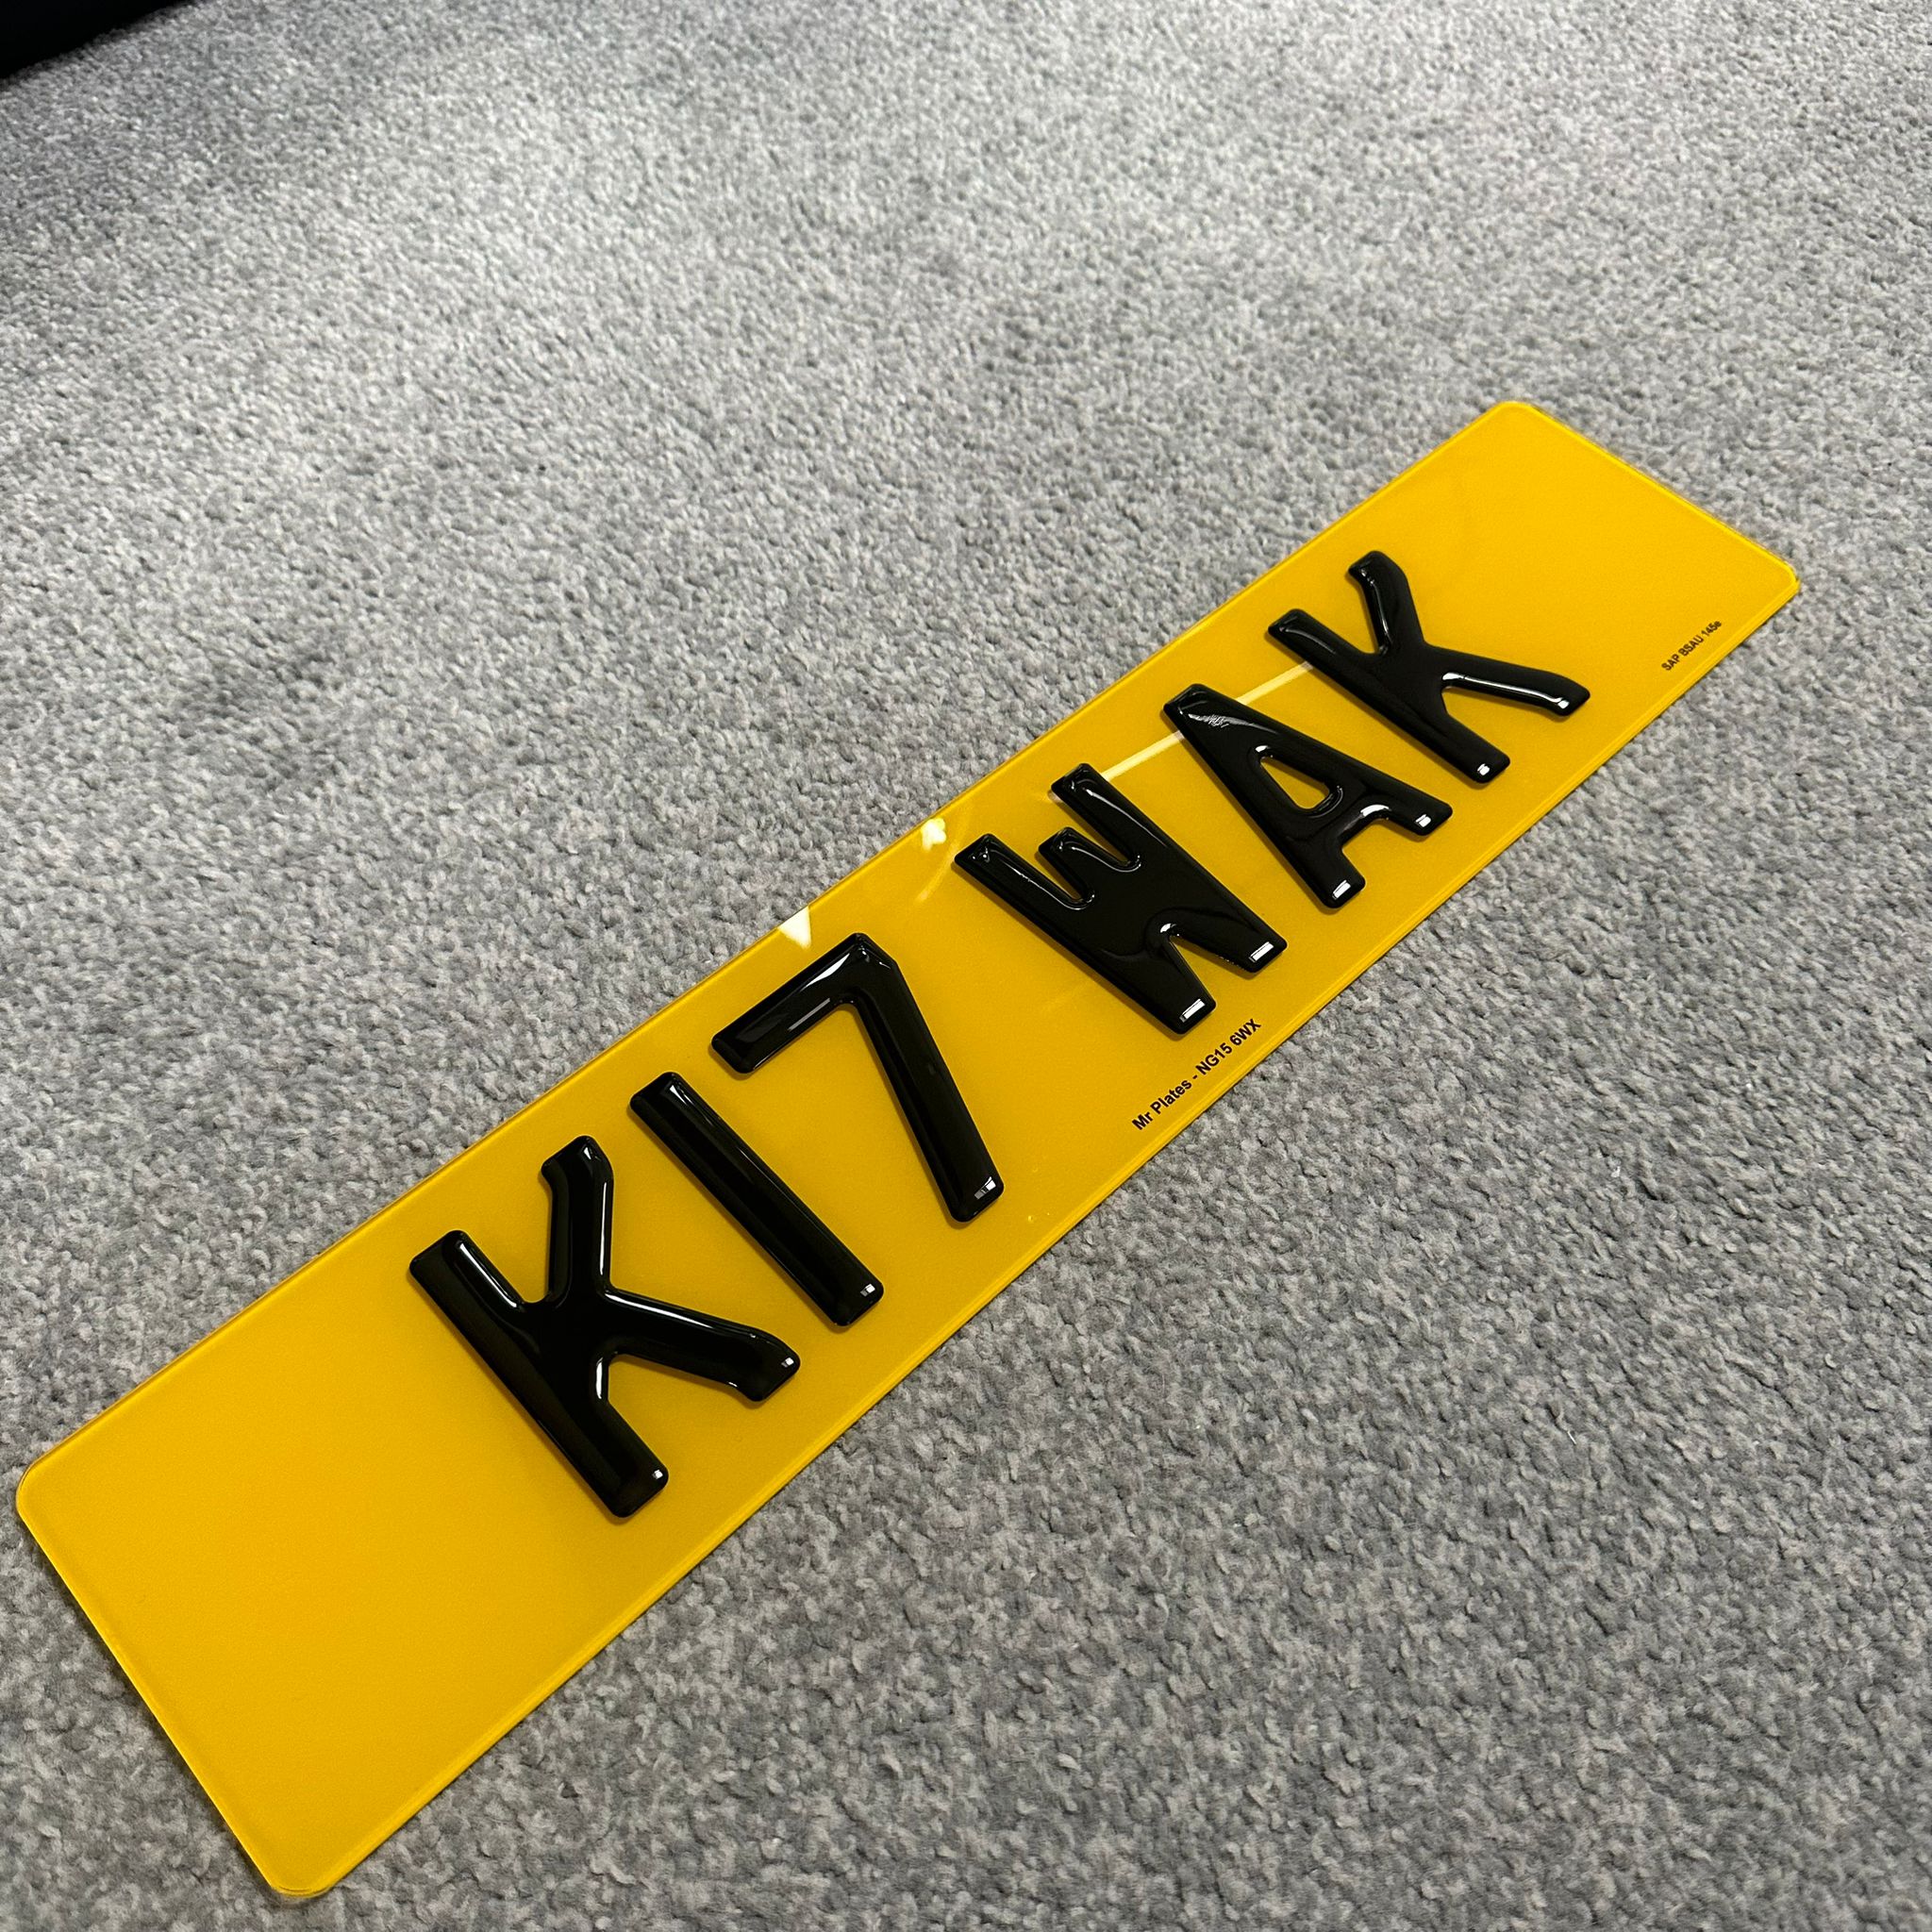 K17 WAK
Mr Plates - NG15 6WX
SAP BSAU 145e